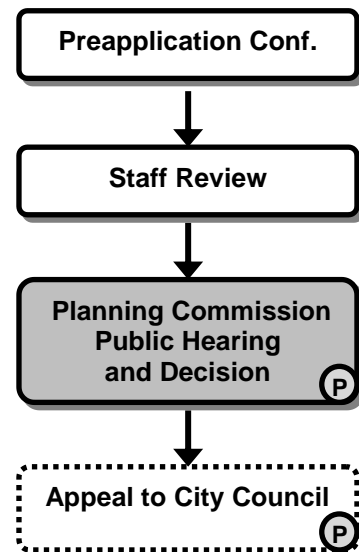 Preapplication Conf.
Staff Review
Planning Commission
Public Hearing
and Decision
P
Appeal to City Council
P